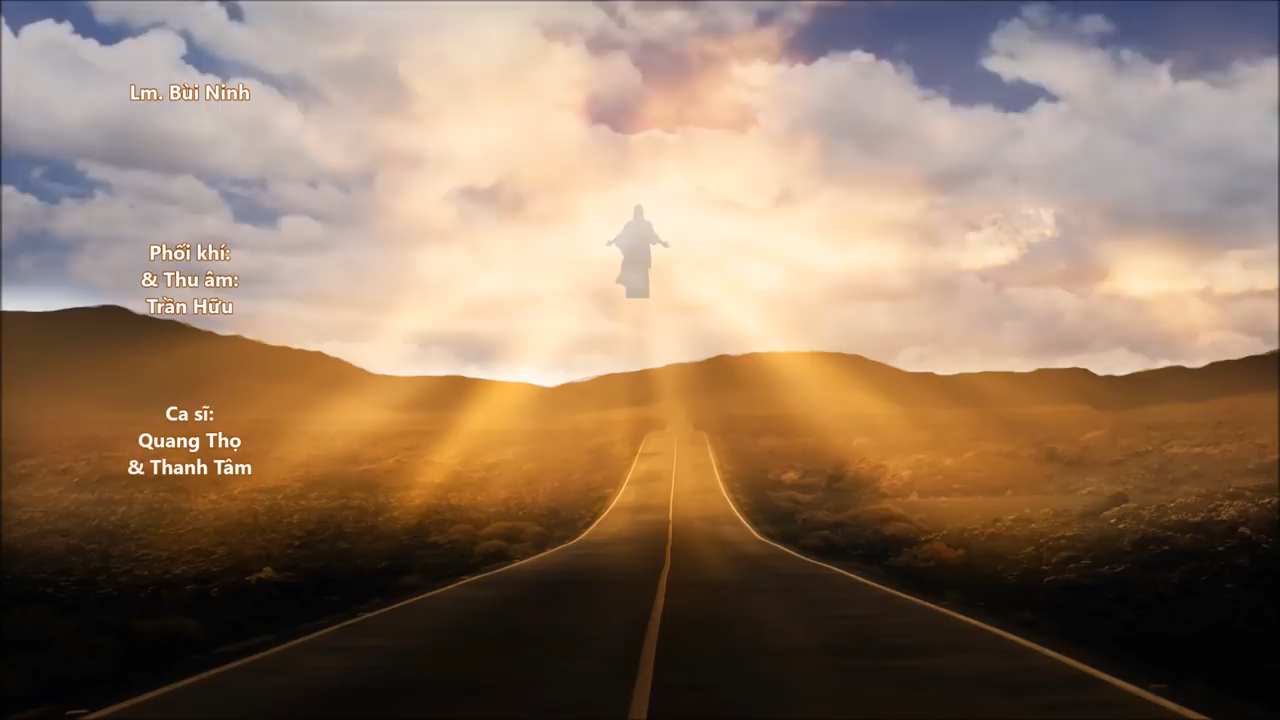 Lm. Bùi Ninh
Phối khí:
& Thu âm:
Trần Hữu
Ca sĩ:
Quang Thọ
& Thanh Tâm